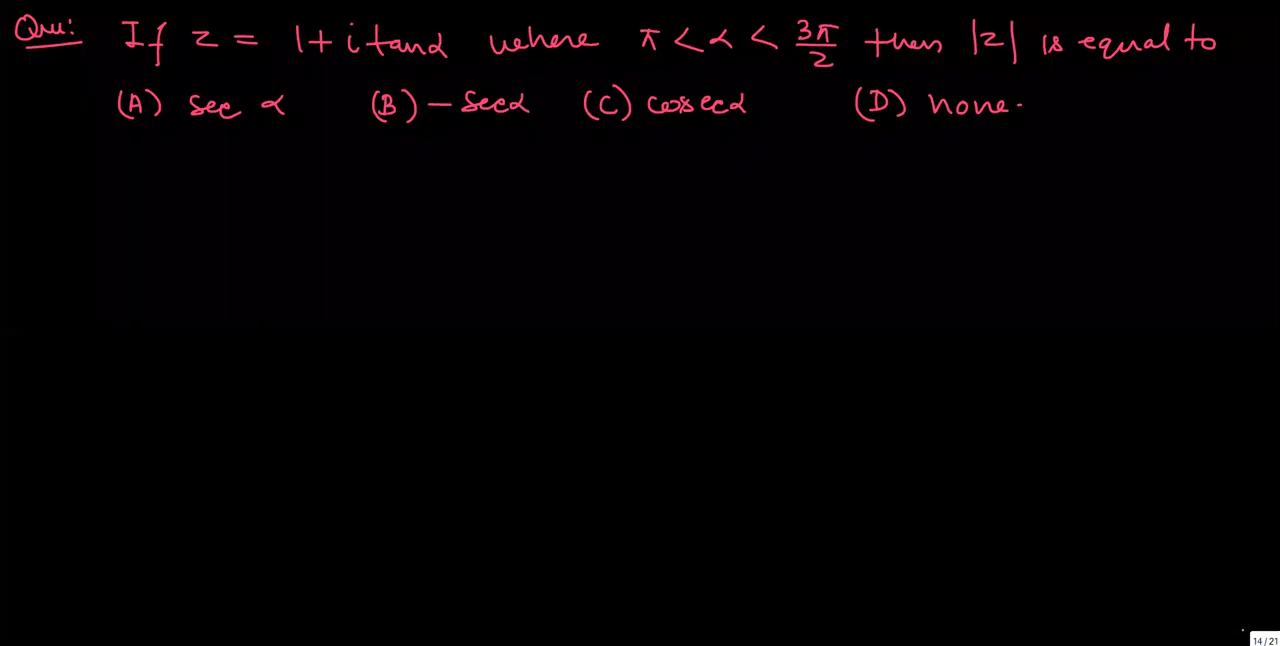 Que: If z = 1 + i tanα where π < α < 3π/2 then |z| is equal to
(A) sec α (B) – secα (C) cosecα (D) none.
14 / 21